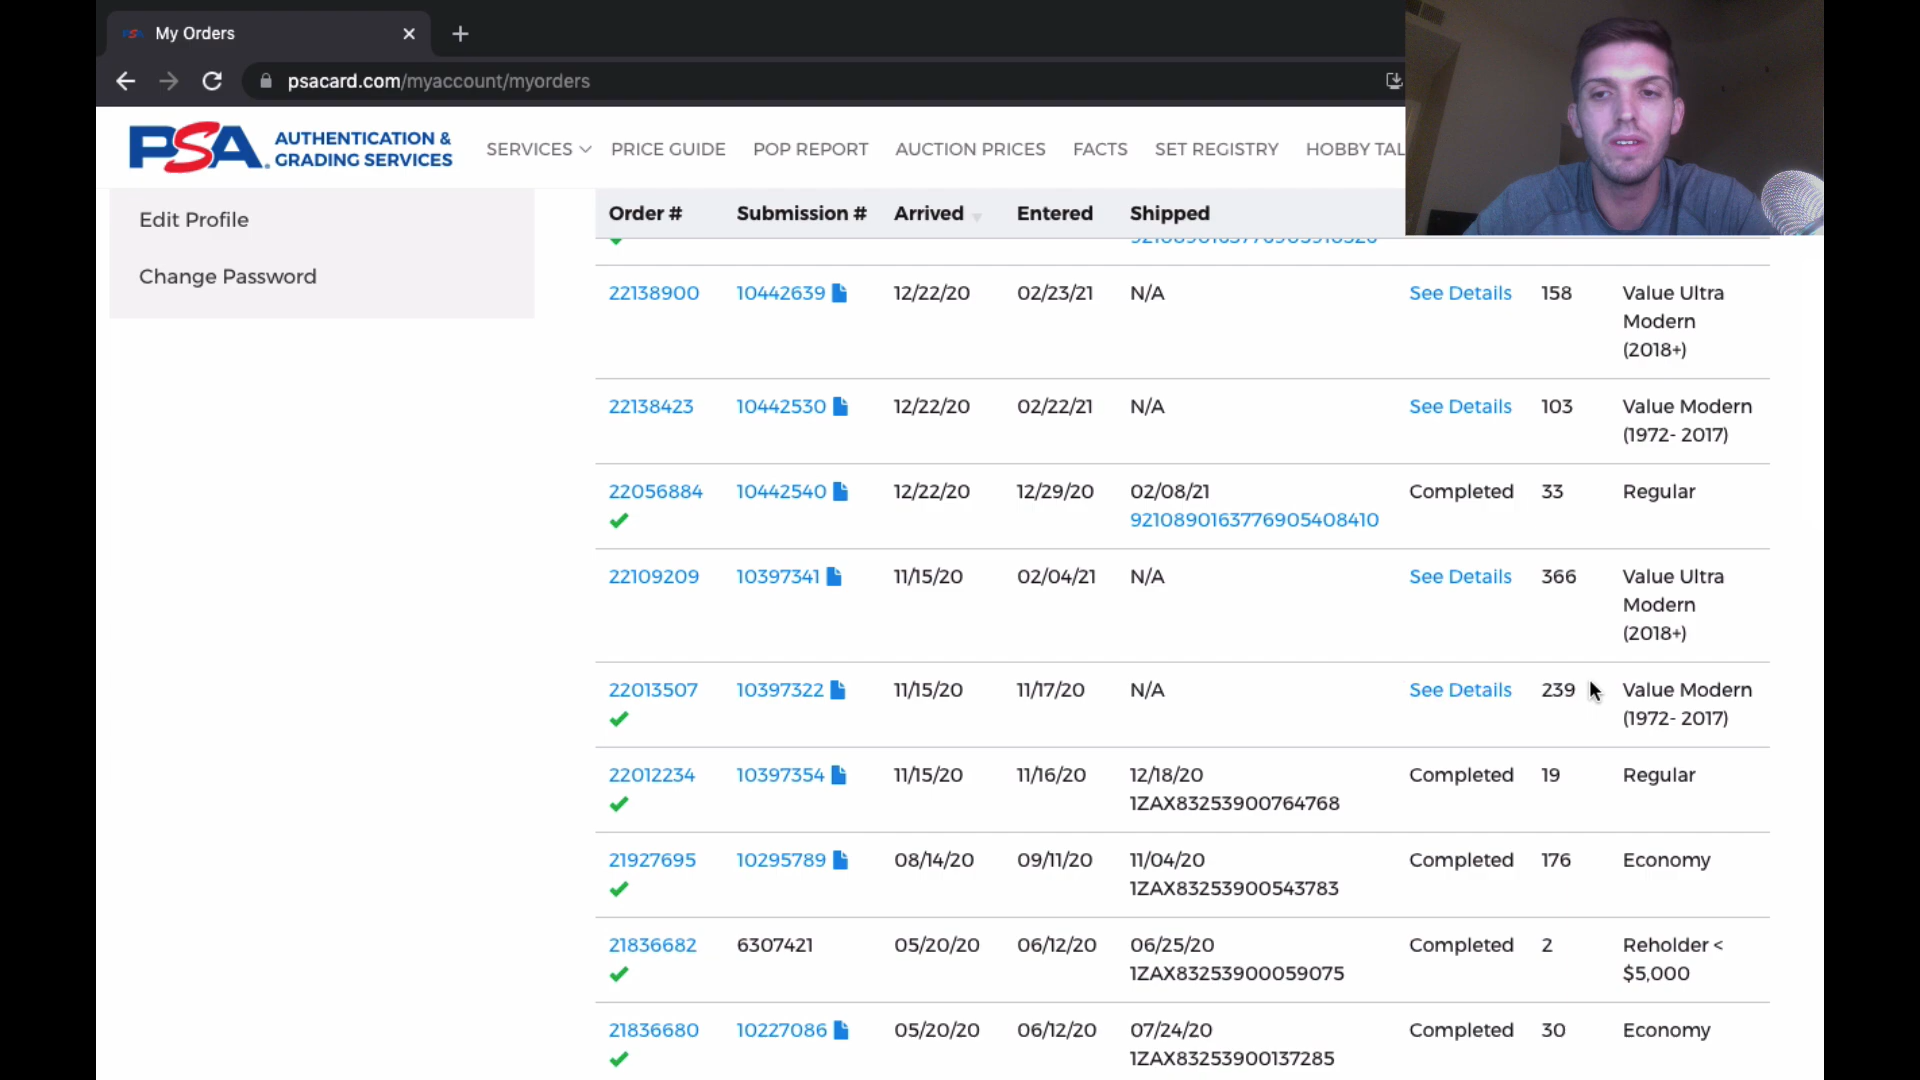 My Orders
psacard.com/myaccount/myorders
PSA AUTHENTICATION &
GRADING SERVICES
SERVICES PRICE GUIDE POP REPORT AUCTION PRICES FACTS SET REGISTRY HOBBY TAL
Edit Profile
Change Password
Order # Submission # Arrived Entered Shipped
22138900 10442639 12/22/20 02/23/21 N/A See Details 158 Value Ultra
Modern
(2018+)
22138423 10442530 12/22/20 02/22/21 N/A See Details 103 Value Modern
(1972- 2017)
22056884 10442540 12/22/20 12/29/20 02/08/21 Completed 33 Regular
9210890163776905408410
22109209 10397341 11/15/20 02/04/21 N/A See Details 366 Value Ultra
Modern
(2018+)
22013507 10397322 11/15/20 11/17/20 N/A See Details 239 Value Modern
(1972- 2017)
22012234 10397354 11/15/20 11/16/20 12/18/20 Completed 19 Regular
1ZAX83253900764768
21927695 10295789 08/14/20 09/11/20 11/04/20 Completed 176 Economy
1ZAX83253900543783
21836682 6307421 05/20/20 06/12/20 06/25/20 Completed 2 Reholder <
$5,000
1ZAX83253900059075
21836680 10227086 05/20/20 06/12/20 07/24/20 Completed 30 Economy
1ZAX83253900137285